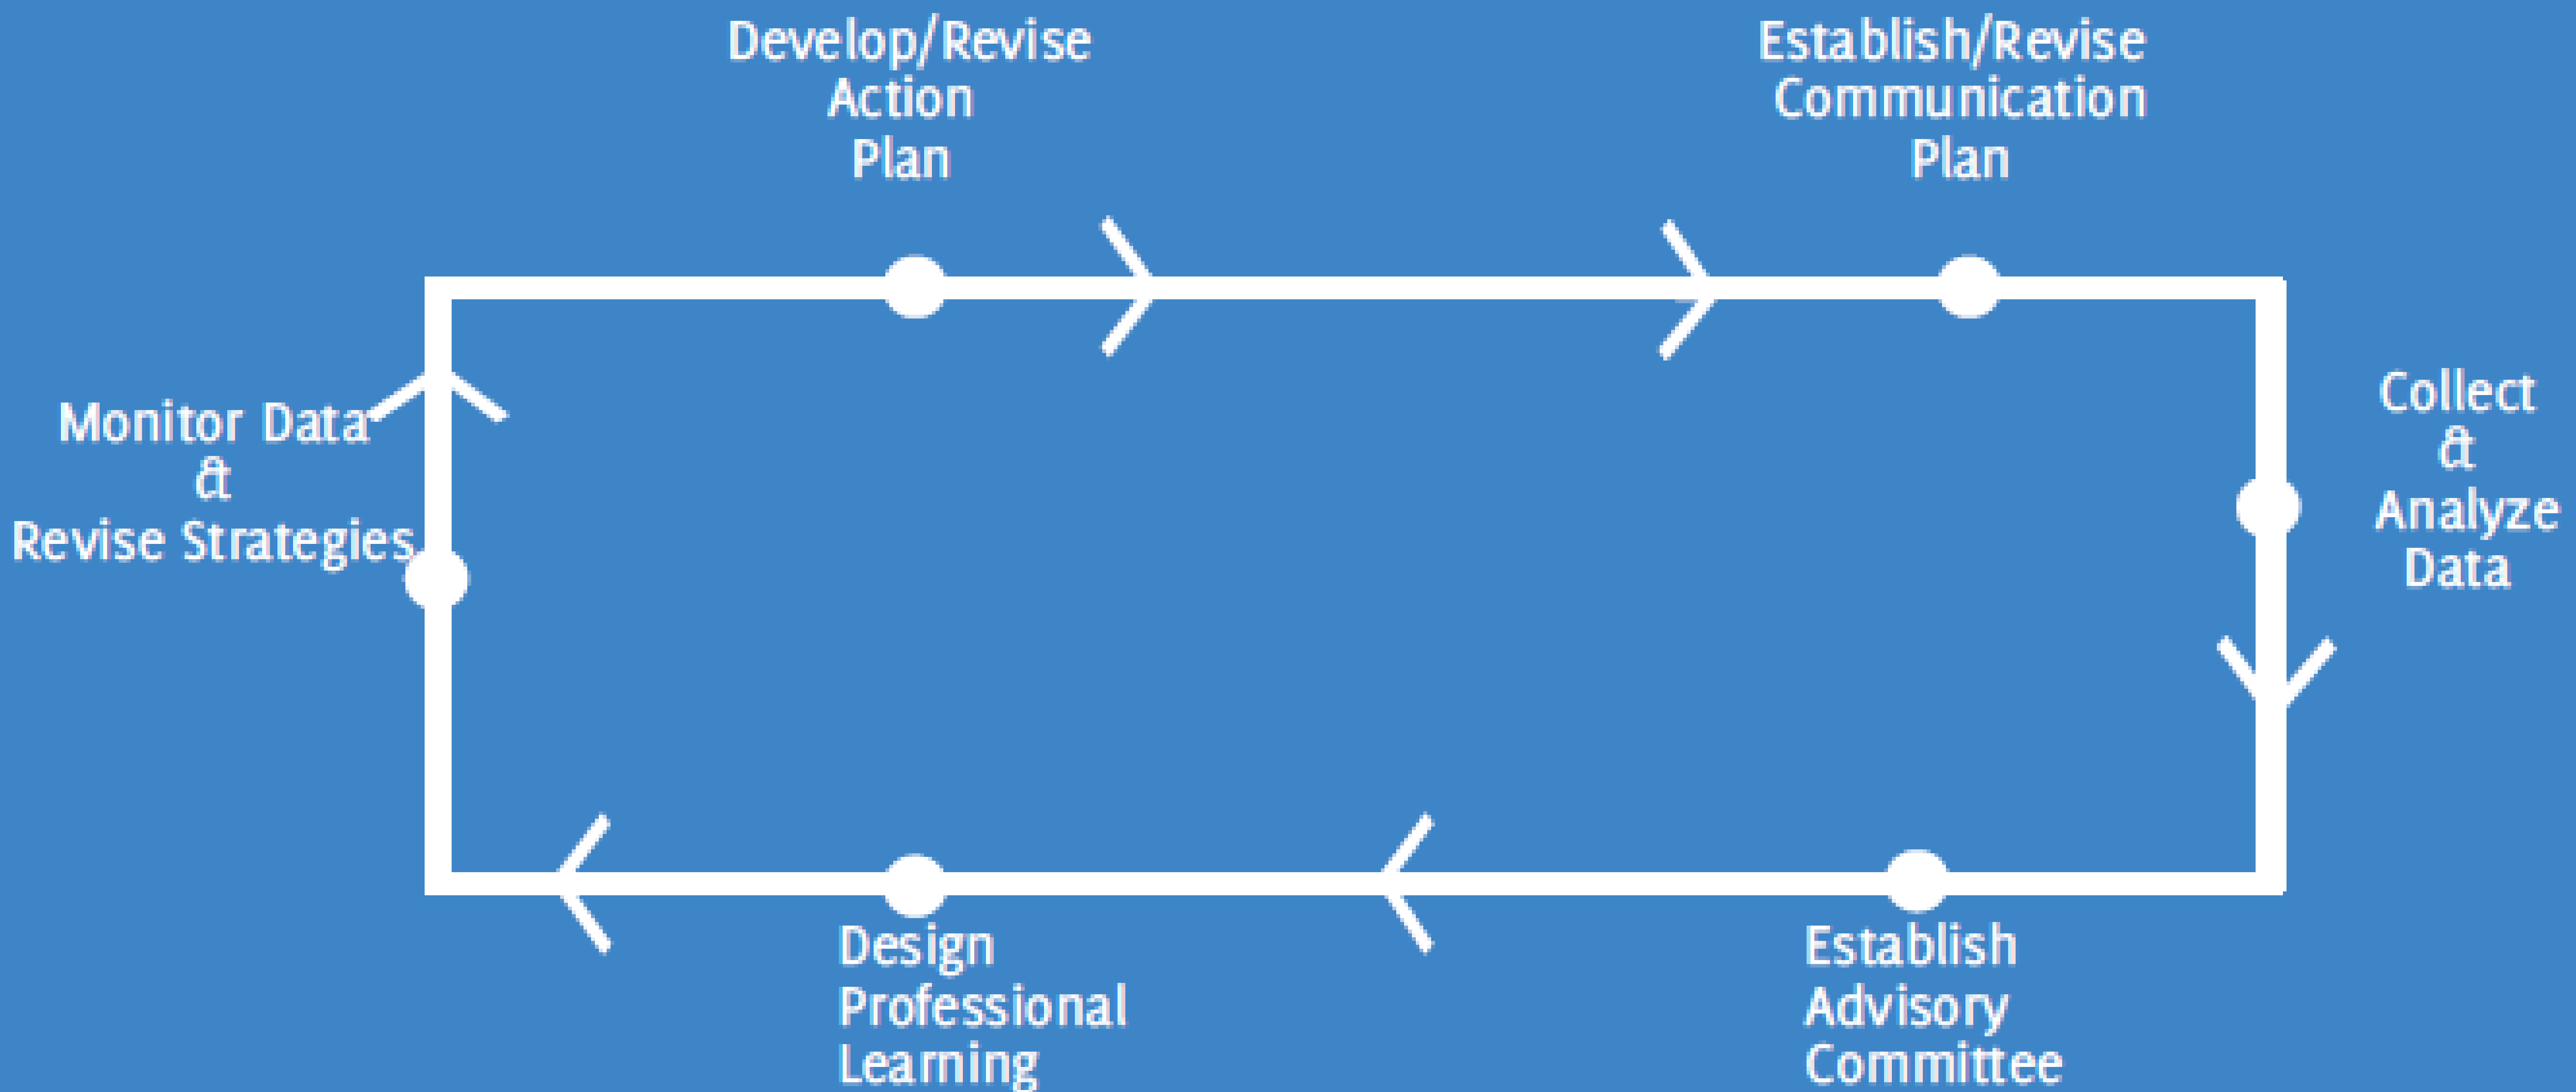 Develop/Revise
Action
Plan
Establish/Revise
Communication
Plan
Collect
&
Analyze
Data
Monitor Data
&
Revise Strategies
Design
Professional
Learning
Establish
Advisory
Committee